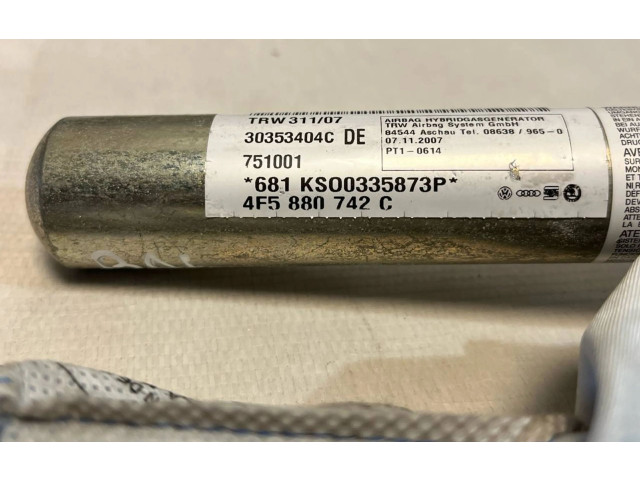 TRW 311/07
30353404C DE
751001
*681 KSO0335873P*
4F5 880 742 C
AIRBAG HYBRIDGASGENERATOR
TRW Airbag System GmbH
84544 Aschau Tel. 08638 / 965-0
07.11.2007
PT1-0614